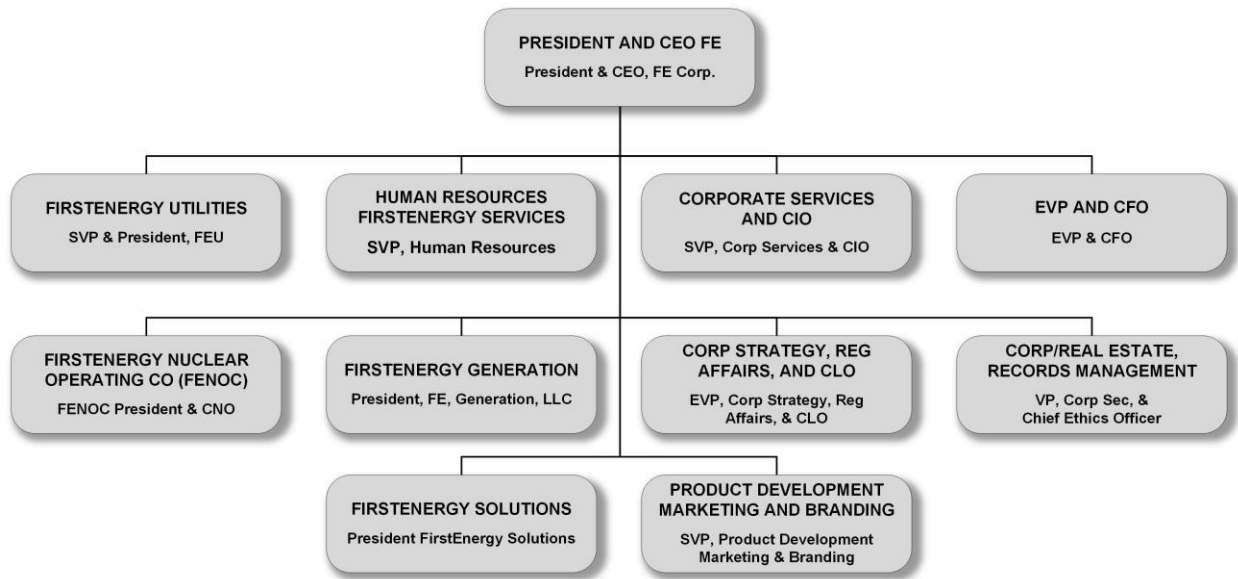 PRESIDENT AND CEO FE
President & CEO, FE Corp.
FIRSTENERGY UTILITIES
SVP & President, FEU
HUMAN RESOURCES
FIRSTENERGY SERVICES
SVP, Human Resources
CORPORATE SERVICES
AND CIO
SVP, Corp Services & CIO
EVP AND CFO
EVP & CFO
FIRSTENERGY NUCLEAR
OPERATING CO (FENOC)
FENOC President & CNO
FIRSTENERGY GENERATION
President, FE, Generation, LLC
CORP STRATEGY, REG
AFFAIRS, AND CLO
EVP, Corp Strategy, Reg
Affairs, & CLO
CORP/REAL ESTATE,
RECORDS MANAGEMENT
VP, Corp Sec, &
Chief Ethics Officer
FIRSTENERGY SOLUTIONS
President FirstEnergy Solutions
PRODUCT DEVELOPMENT
MARKETING AND BRANDING
SVP, Product Development
Marketing & Branding